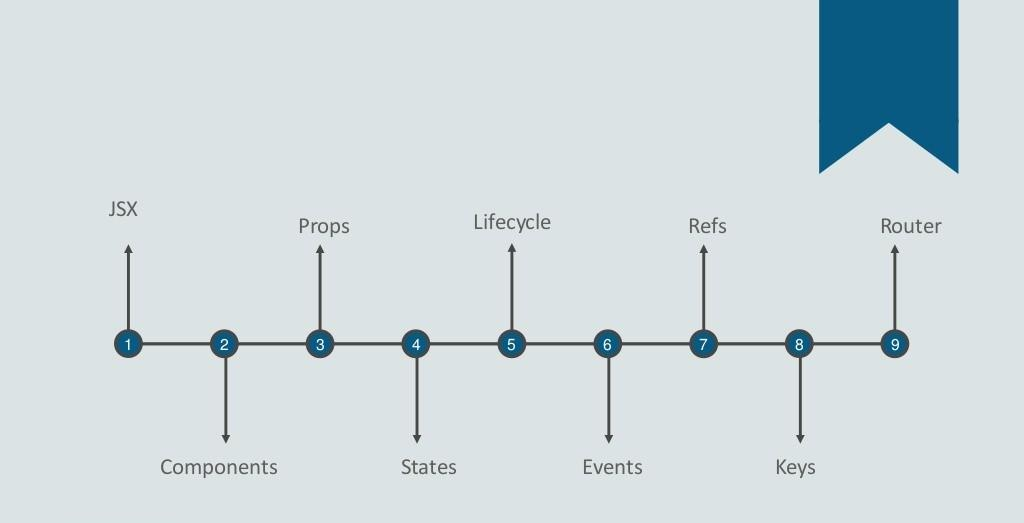 JSX
Props
Lifecycle
Refs
Router
1 2 3 4 5 6 7 8 9
Components
States
Events
Keys